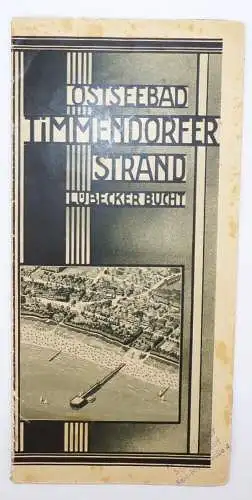 OSTSEEBAD
TIMMENDORFER
STRAND
LÜBECKER BUCHT